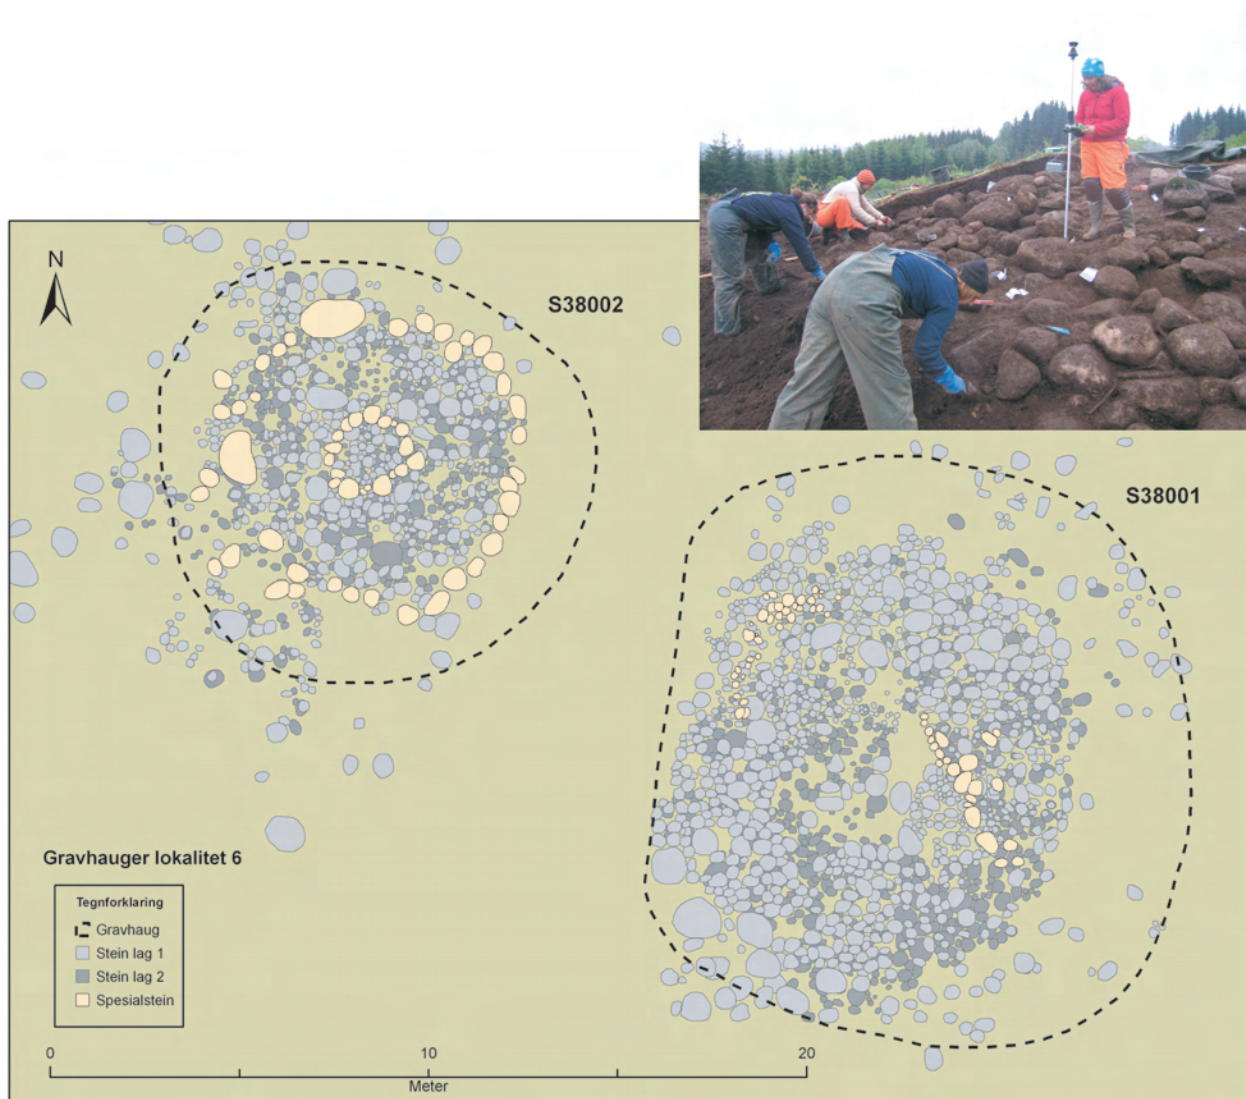 N
S38002
S38001
Gravhauger lokalitet 6
Tegnforklaring
Gravhaug
Stein lag 1
Stein lag 2
Spesialstein
0 10 20
Meter